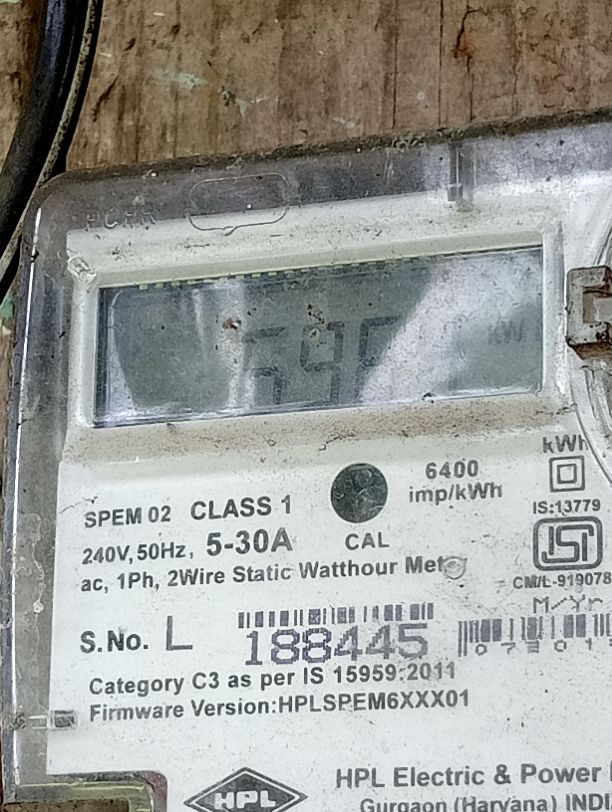 kW
kWh
SPEM 02 CLASS 1
6400
imp/kWh
IS:13779
240V, 50Hz, 5-30A
CAL
ac, 1Ph, 2Wire Static Watthour
ISI
CM/L-919078
M/Yr
S.No. L 188445
Category C3 as per IS 15959:2011
Firmware Version:HPLSPEM6XXX01
HPL
HPL Electric & Power
Gurgaon (Haryana) INDI